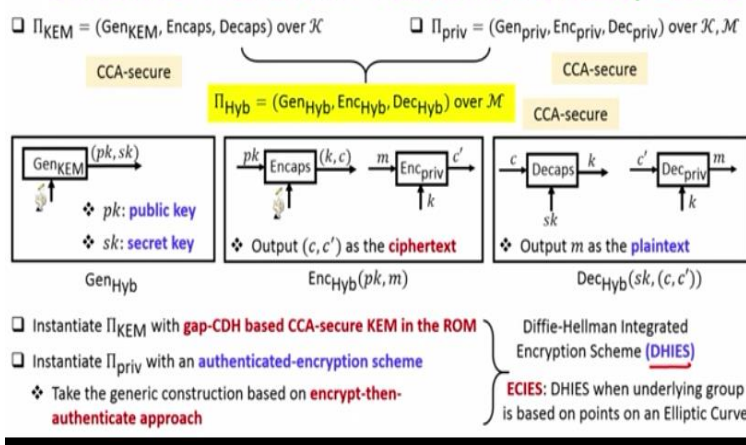 ❑ Π_KEM = (Gen_KEM, Encaps, Decaps) over 𝒦
❑ Π_priv = (Gen_priv, Enc_priv, Dec_priv) over 𝒦, ℳ
CCA-secure
CCA-secure
Π_Hyb = (Gen_Hyb, Enc_Hyb, Dec_Hyb) over ℳ
CCA-secure
Gen_KEM (pk, sk)
❖ pk: public key
❖ sk: secret key
Gen_Hyb
pk Encaps (k, c) m Enc_priv c′
k
❖ Output (c, c′) as the ciphertext
Enc_Hyb(pk, m)
c Decaps k c′ Dec_priv m
sk k
❖ Output m as the plaintext
Dec_Hyb(sk, (c, c′))
❑ Instantiate Π_KEM with gap-CDH based CCA-secure KEM in the ROM
❑ Instantiate Π_priv with an authenticated-encryption scheme
❖ Take the generic construction based on encrypt-then-
authenticate approach
Diffie-Hellman Integrated
Encryption Scheme (DHIES)
ECIES: DHIES when underlying group
is based on points on an Elliptic Curve